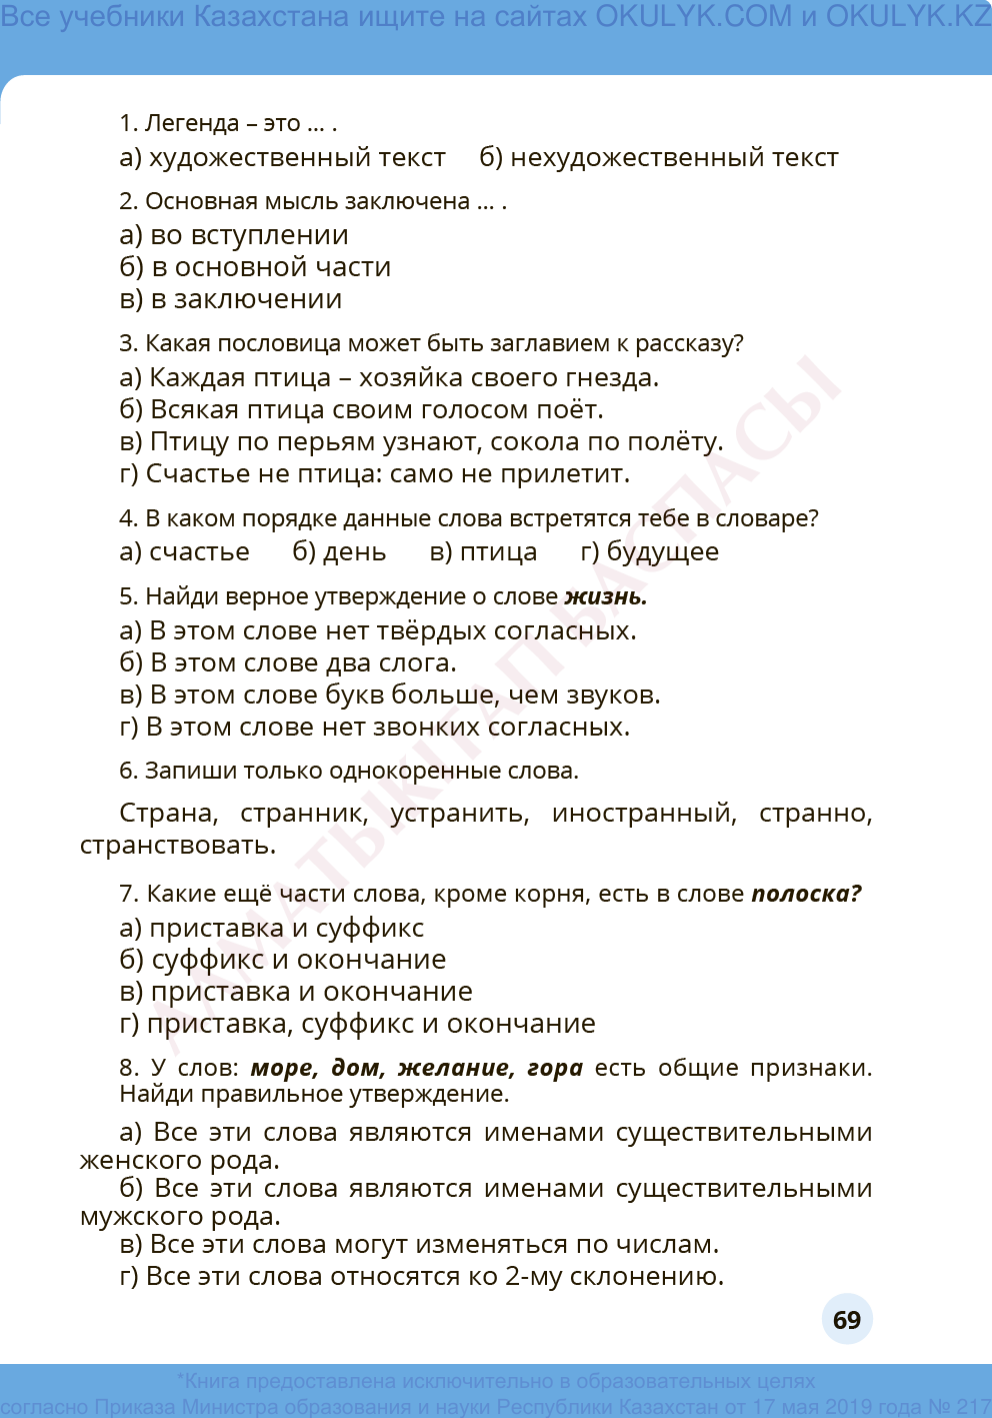 Все учебники Казахстана ищите на сайтах OKULYK.COM и OKULYK.KZ
1. Легенда – это ... .
а) художественный текст б) нехудожественный текст
2. Основная мысль заключена ... .
а) во вступлении
б) в основной части
в) в заключении
3. Какая пословица может быть заглавием к рассказу?
а) Каждая птица – хозяйка своего гнезда.
б) Всякая птица своим голосом поёт.
в) Птицу по перьям узнают, сокола по полёту.
г) Счастье не птица: само не прилетит.
4. В каком порядке данные слова встретятся тебе в словаре?
а) счастье б) день в) птица г) будущее
5. Найди верное утверждение о слове жизнь.
а) В этом слове нет твёрдых согласных.
б) В этом слове два слога.
в) В этом слове букв больше, чем звуков.
г) В этом слове нет звонких согласных.
6. Запиши только однокоренные слова.
Страна, странник, устранить, иностранный, странно,
странствовать.
7. Какие ещё части слова, кроме корня, есть в слове полоска?
а) приставка и суффикс
б) суффикс и окончание
в) приставка и окончание
г) приставка, суффикс и окончание
8. У слов: море, дом, желание, гора есть общие признаки.
Найди правильное утверждение.
а) Все эти слова являются именами существительными
женского рода.
б) Все эти слова являются именами существительными
мужского рода.
в) Все эти слова могут изменяться по числам.
г) Все эти слова относятся ко 2-му склонению.
69
АЛМАТЫКІТАП БАСПАСЫ
*Книга предоставлена исключительно в образовательных целях
согласно Приказа Министра образования и науки Республики Казахстан от 17 мая 2019 года № 217